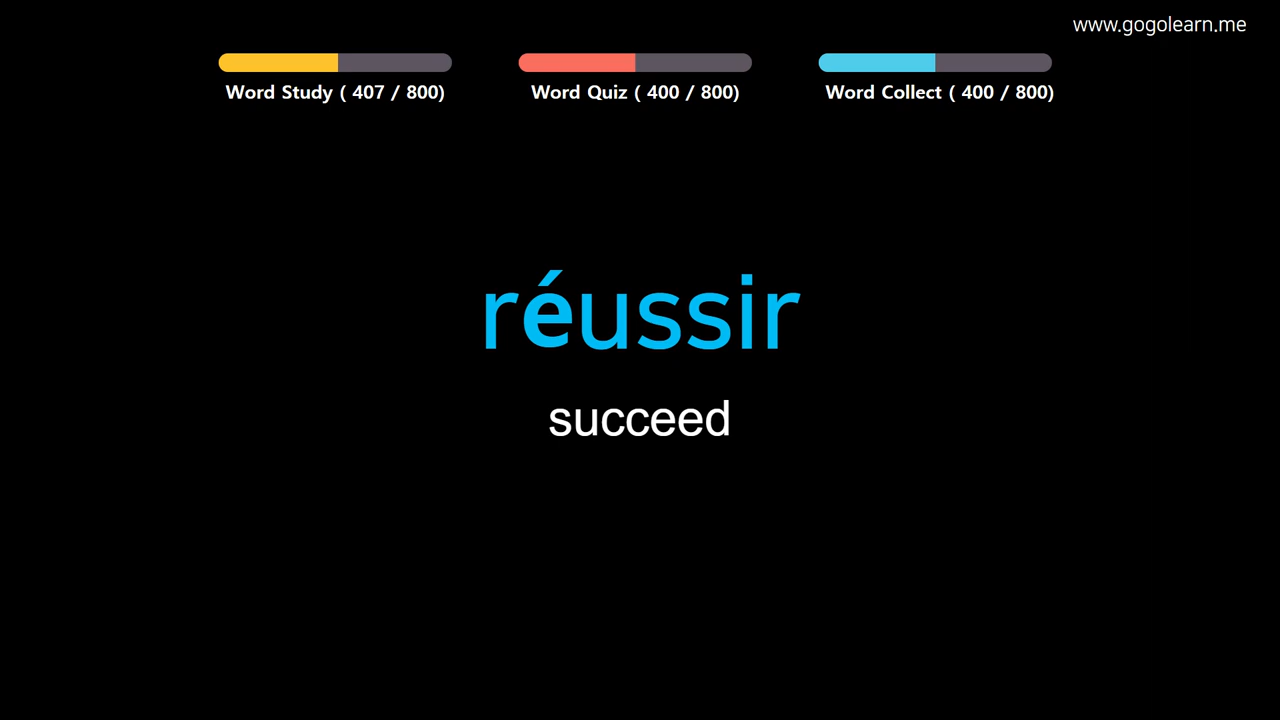 www.gogolearn.me
Word Study ( 407 / 800)
Word Quiz ( 400 / 800)
Word Collect ( 400 / 800)
réussir
succeed